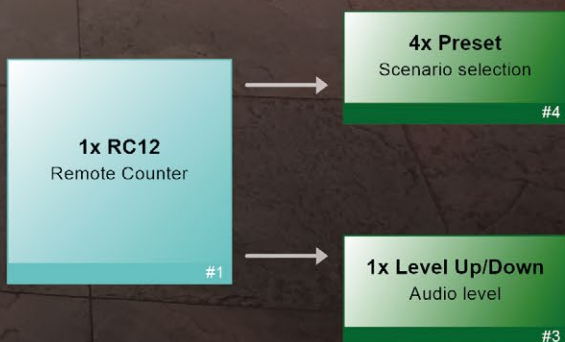 1x RC12
Remote Counter
#1
4x Preset
Scenario selection
#4
1x Level Up/Down
Audio level
#3